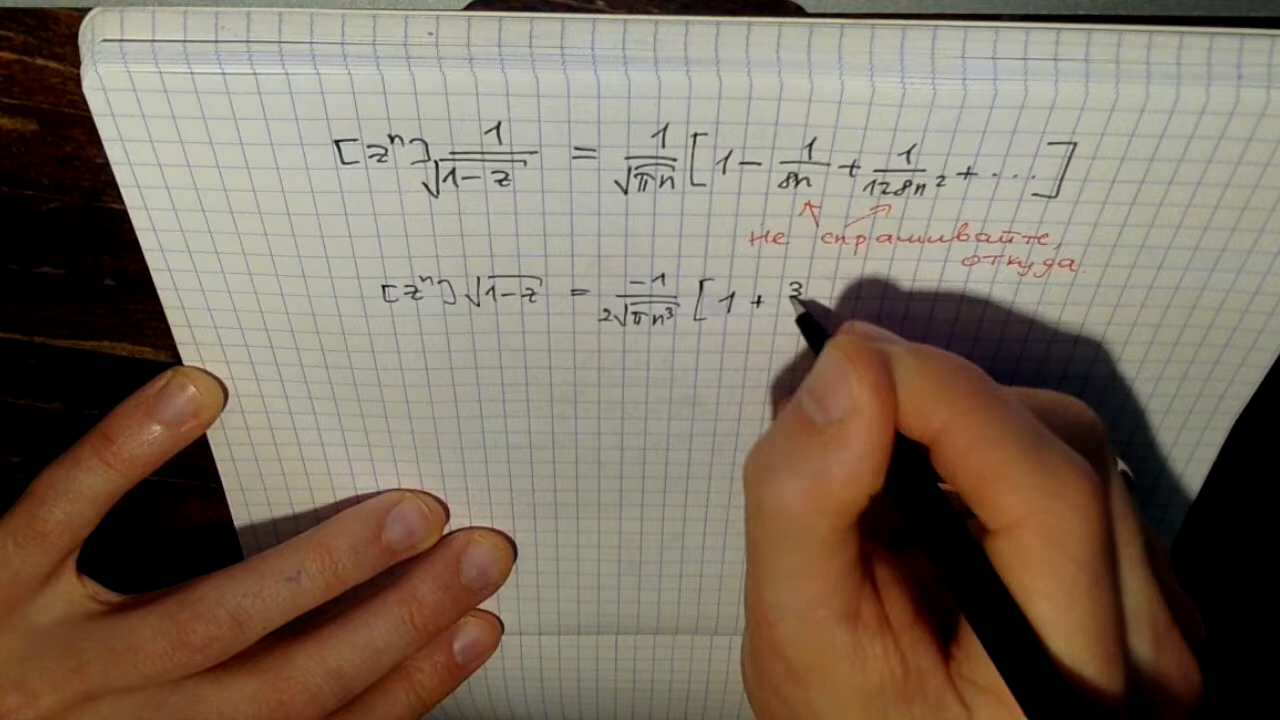 [zⁿ] 1/√(1-z) = 1/√(πn) [1 - 1/8n + 1/128n² + ...]
не спрашивайте,
откуда.
[zⁿ] √(1-z) = -1/(2√(πn³)) [1 + 3